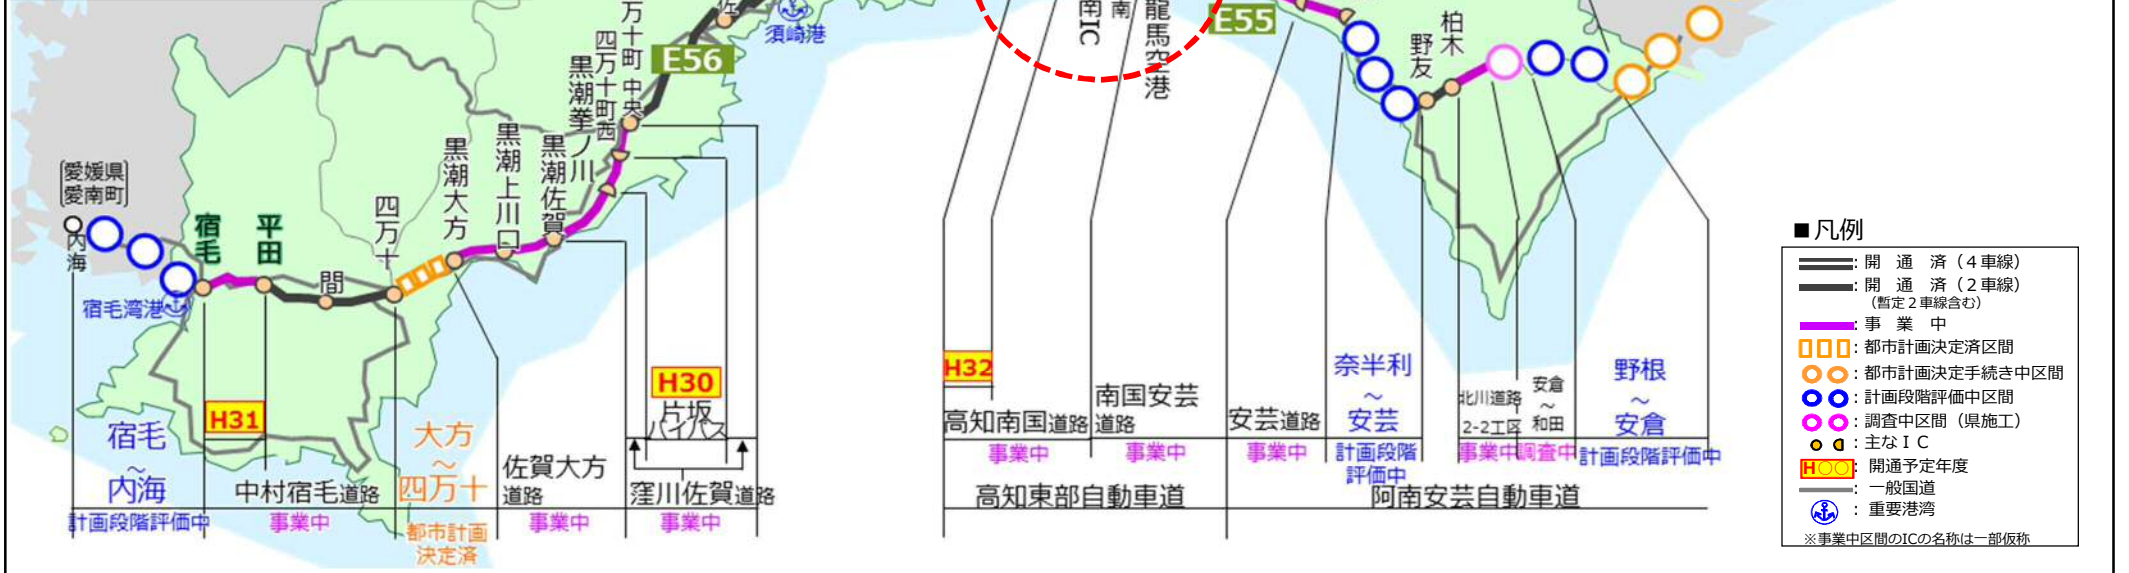 万十町中央
四万十町西
黒潮拳ノ川
黒潮佐賀
黒潮上川口
黒潮大方
四万十
間
平田
宿毛
内海
(愛媛県
愛南町)
宿毛湾港
佐
須崎港
E56
南IC
南
龍馬空港
E55
野友
柏木
H31
H30
片坂
バイパス
宿毛
~
内海
計画段階評価中
中村宿毛道路
事業中
大方
~
四万十
都市計画
決定済
佐賀大方
道路
事業中
窪川佐賀道路
事業中
H32
高知南国道路
事業中
南国安芸
道路
事業中
安芸道路
事業中
奈半利
~
安芸
計画段階
評価中
北川道路
2-2工区
事業中
安倉
~
和田
調査中
野根
~
安倉
計画段階評価中
高知東部自動車道
阿南安芸自動車道
■凡例
:開 通 済(4車線)
:開 通 済(2車線)
(暫定2車線含む)
:事 業 中
:都市計画決定済区間
:都市計画決定手続き中区間
:計画段階評価中区間
:調査中区間(県施工)
:主なIC
H○○:開通予定年度
:一般国道
:重要港湾
※事業中区間のICの名称は一部仮称